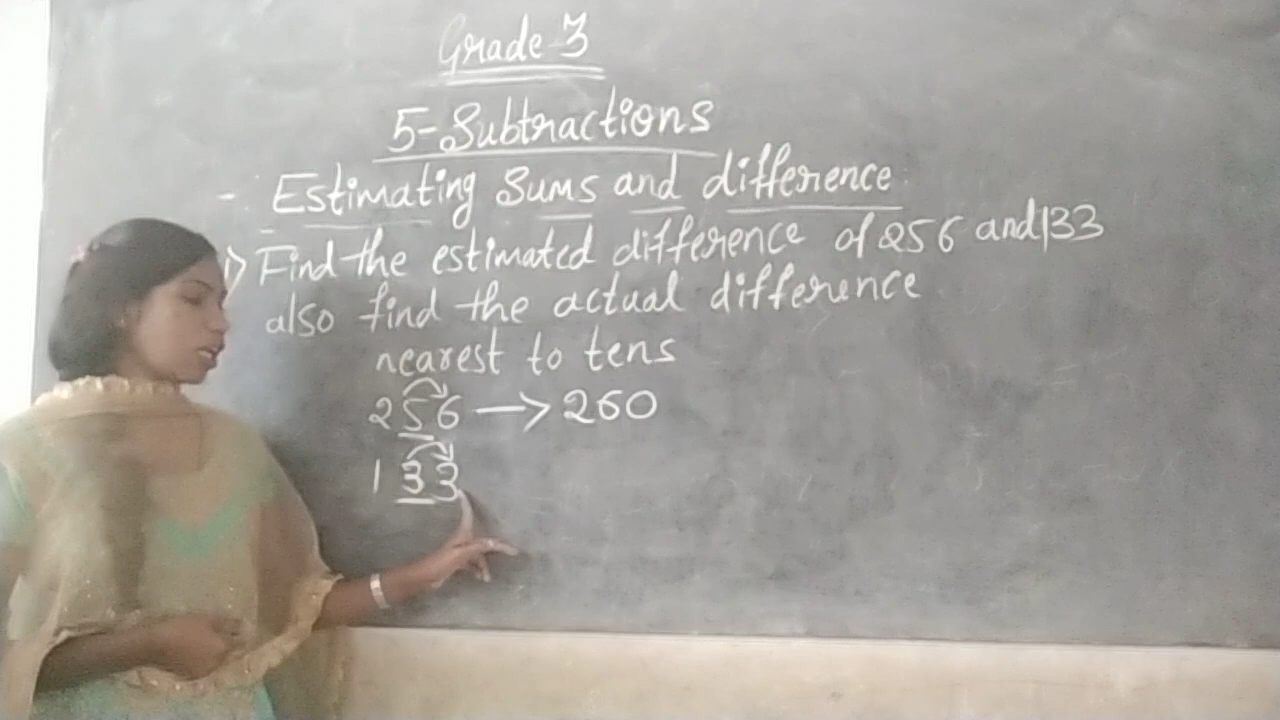 Grade 3
5-Subtractions
- Estimating Sums and difference
1) Find the estimated difference of 256 and 133
also find the actual difference
nearest to tens
256 → 260
133